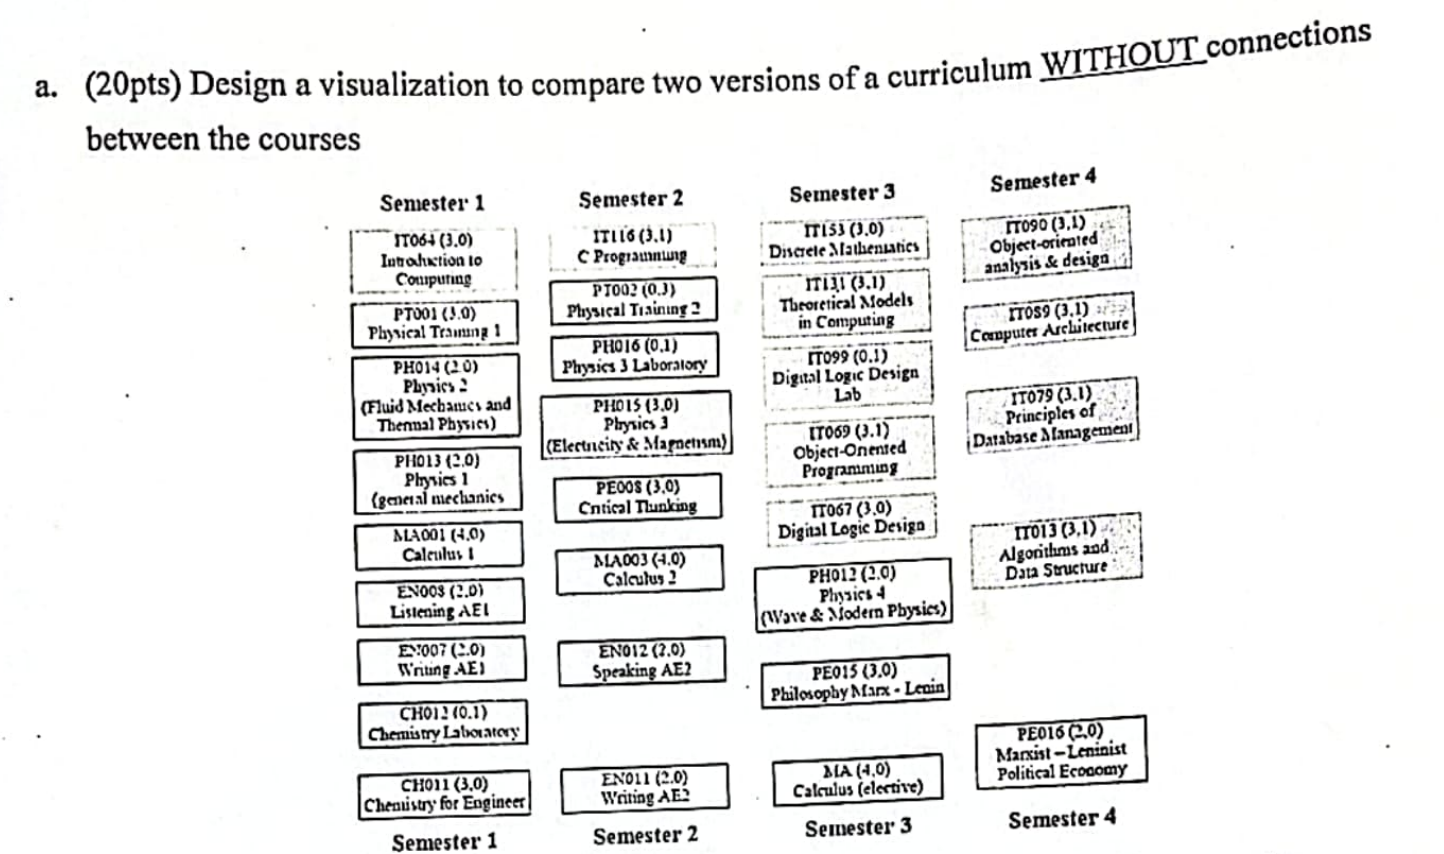 a. (20pts) Design a visualization to compare two versions of a curriculum WITHOUT connections
between the courses
Semester 1
IT064 (3,0)
Introduction to
Computing
PT001 (3.0)
Physical Training 1
PH014 (2.0)
Physics 2
(Fluid Mechanics and
Thermal Physics)
PH013 (2,0)
Physics 1
(general mechanics
MA001 (4,0)
Calculus 1
EN008 (2,0)
Listening AE1
EN007 (2.0)
Writing AE1
CH012 (0.1)
Chemistry Laboratory
CH011 (3,0)
Chemistry for Engineer
Semester 1
Semester 2
IT116 (3,1)
C Programming
PT002 (0,3)
Physical Training 2
PH016 (0,1)
Physics 3 Laboratory
PH015 (3,0)
Physics 3
(Electricity & Magnetism)
PE008 (3,0)
Critical Thinking
MA003 (4,0)
Calculus 2
EN012 (2,0)
Speaking AE2
EN011 (2.0)
Writing AE2
Semester 2
Semester 3
IT153 (3,0)
Discrete Mathematics
IT131 (3.1)
Theoretical Models
in Computing
IT099 (0.1)
Digital Logic Design
Lab
IT069 (3.1)
Object-Oriented
Programming
IT067 (3,0)
Digital Logic Design
PH012 (2.0)
Physics 4
(Wave & Modern Physics)
PE015 (3,0)
Philosophy Marx - Lenin
MA (4,0)
Calculus (elective)
Semester 3
Semester 4
IT090 (3,1)
Object-oriented
analysis & design
IT089 (3,1)
Computer Architecture
IT079 (3.1)
Principles of
Database Management
IT013 (3,1)
Algorithms and
Data Structure
PE016 (2,0)
Marxist – Leninist
Political Economy
Semester 4